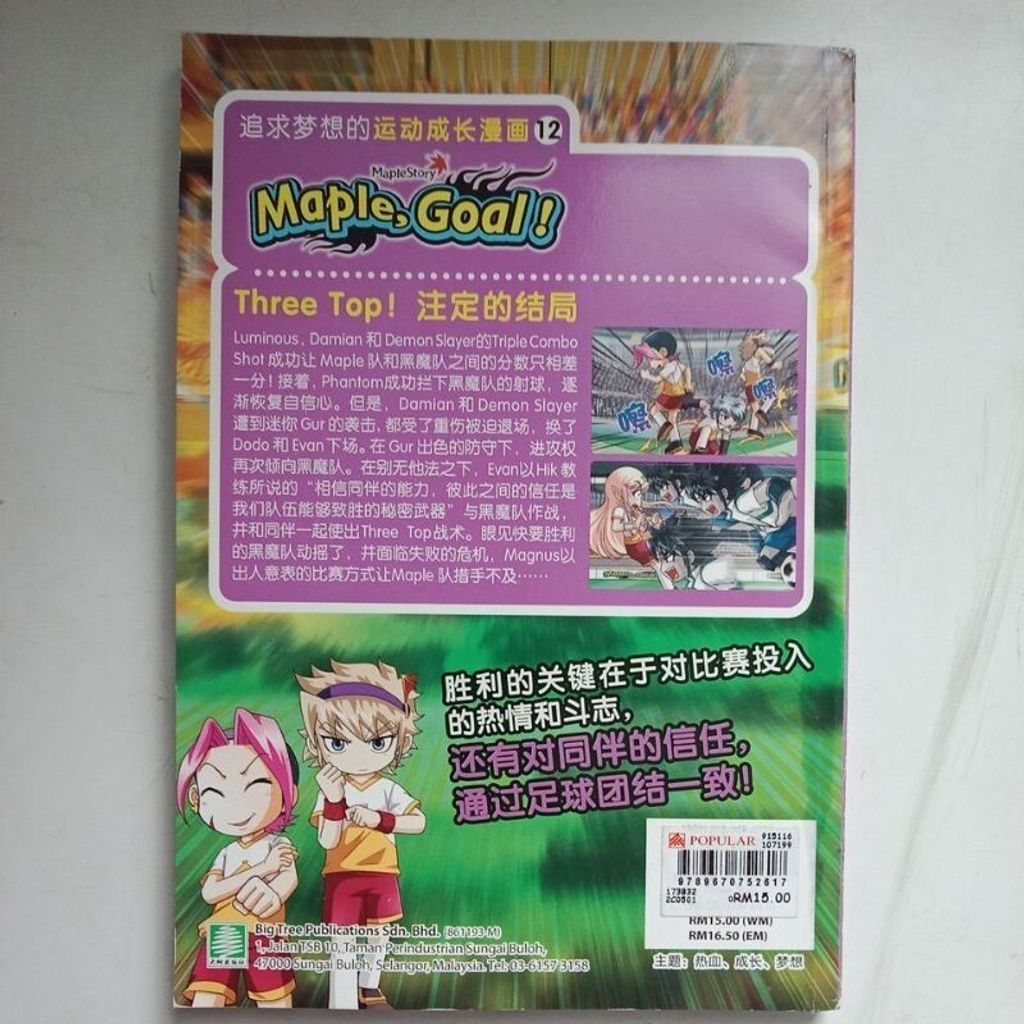 追求梦想的运动成长漫画12
MapleStory
Maple, Goal!
Three Top! 注定的结局
Luminous, Damian 和 Demon Slayer的Triple Combo
Shot 成功让 Maple 队和黑魔队之间的分数只相差
一分!接着, Phantom成功拦下黑魔队的射球, 逐
渐恢复自信心。但是, Damian 和 Demon Slayer
遭到迷你 Gur 的袭击, 都受了重伤被迫退场, 换了
Dodo 和 Evan 下场。在 Gur 出色的防守下, 进攻权
再次倾向黑魔队。在别无他法之下, Evan以 Hik 教
练所说的“相信同伴的能力, 彼此之间的信任是
我们队伍能够致胜的秘密武器”与黑魔队作战,
并和同伴一起使出Three Top战术。眼见快要胜利
的黑魔队动摇了, 并面临失败的危机, Magnus以
出人意表的比赛方式让Maple 队措手不及……
嚓
嚓
嚓
胜利的关键在于对比赛投入
的热情和斗志,
还有对同伴的信任,
通过足球团结一致!
POPULAR 915116
107199
9789670752617
173832
2C0501
RM15.00
RM15.00 (WM)
RM16.50 (EM)
主题: 热血、成长、梦想
大树出版社
Big Tree Publications Sdn. Bhd. (861193-M)
1, Jalan TSB 10, Taman Perindustrian Sungai Buloh,
47000 Sungai Buloh, Selangor, Malaysia. Tel: 03-6157 3158